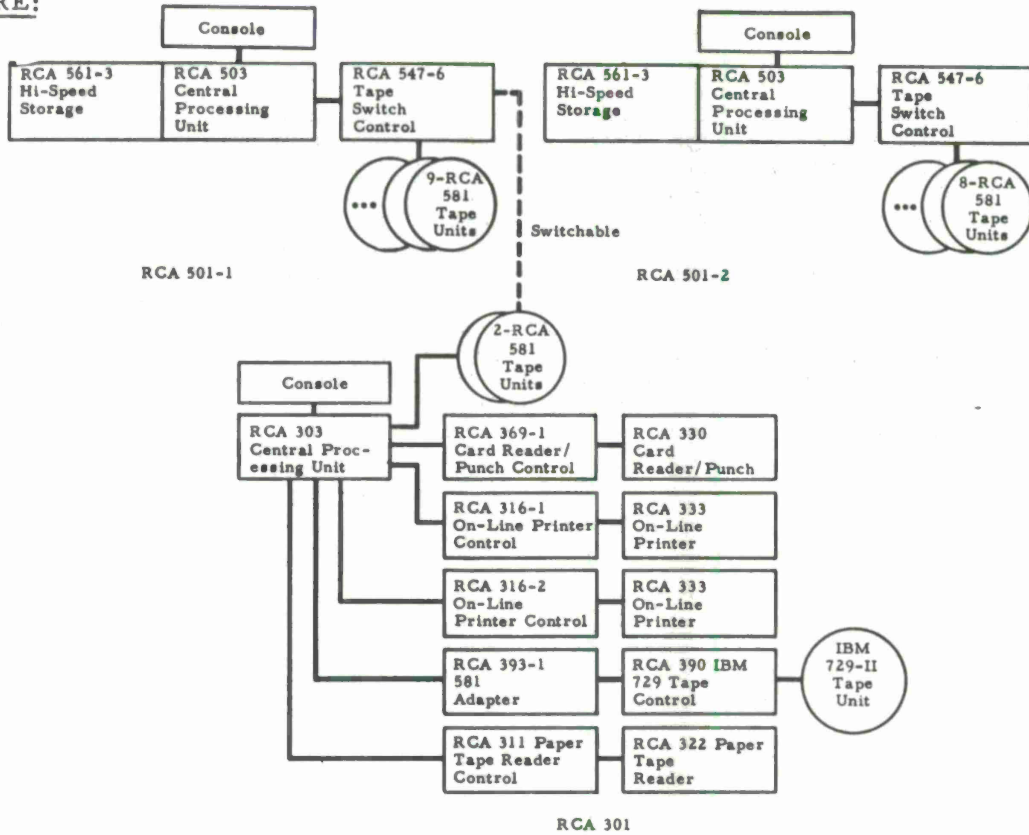 RE:
Console
RCA 561-3
Hi-Speed
Storage
RCA 503
Central
Processing
Unit
RCA 547-6
Tape
Switch
Control
9-RCA
581
Tape
Units
...
RCA 501-1
Switchable
Console
RCA 561-3
Hi-Speed
Storage
RCA 503
Central
Processing
Unit
RCA 547-6
Tape
Switch
Control
8-RCA
581
Tape
Units
...
RCA 501-2
2-RCA
581
Tape
Units
Console
RCA 303
Central Proc-
essing Unit
RCA 369-1
Card Reader/
Punch Control
RCA 330
Card
Reader/Punch
RCA 316-1
On-Line Printer
Control
RCA 333
On-Line
Printer
RCA 316-2
On-Line
Printer Control
RCA 333
On-Line
Printer
RCA 393-1
581
Adapter
RCA 390 IBM
729 Tape
Control
IBM
729-II
Tape
Unit
RCA 311 Paper
Tape Reader
Control
RCA 322 Paper
Tape
Reader
RCA 301